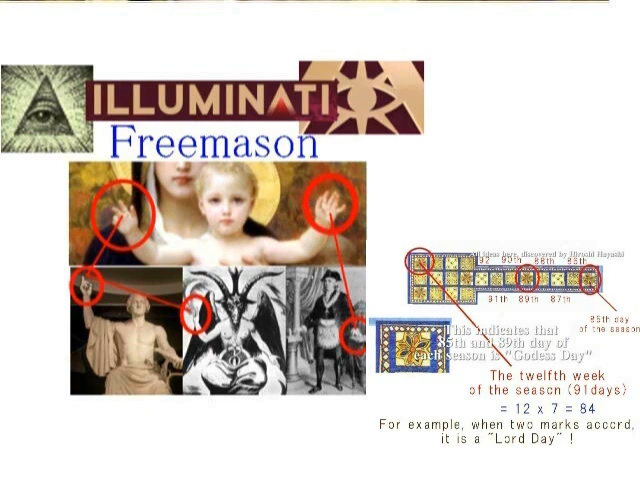 ILLUMINATI
Freemason
All ideas here, discovered by Hiroshi Hayashi
92 90th 88th 86th
91th 89th 87th
85th day
of the season
This indicates that
85th and 89th day of
each season is "Godess Day"
The twelfth week
of the season (91days)
= 12 x 7 = 84
For example, when two marks accord,
it is a "Lord Day" !